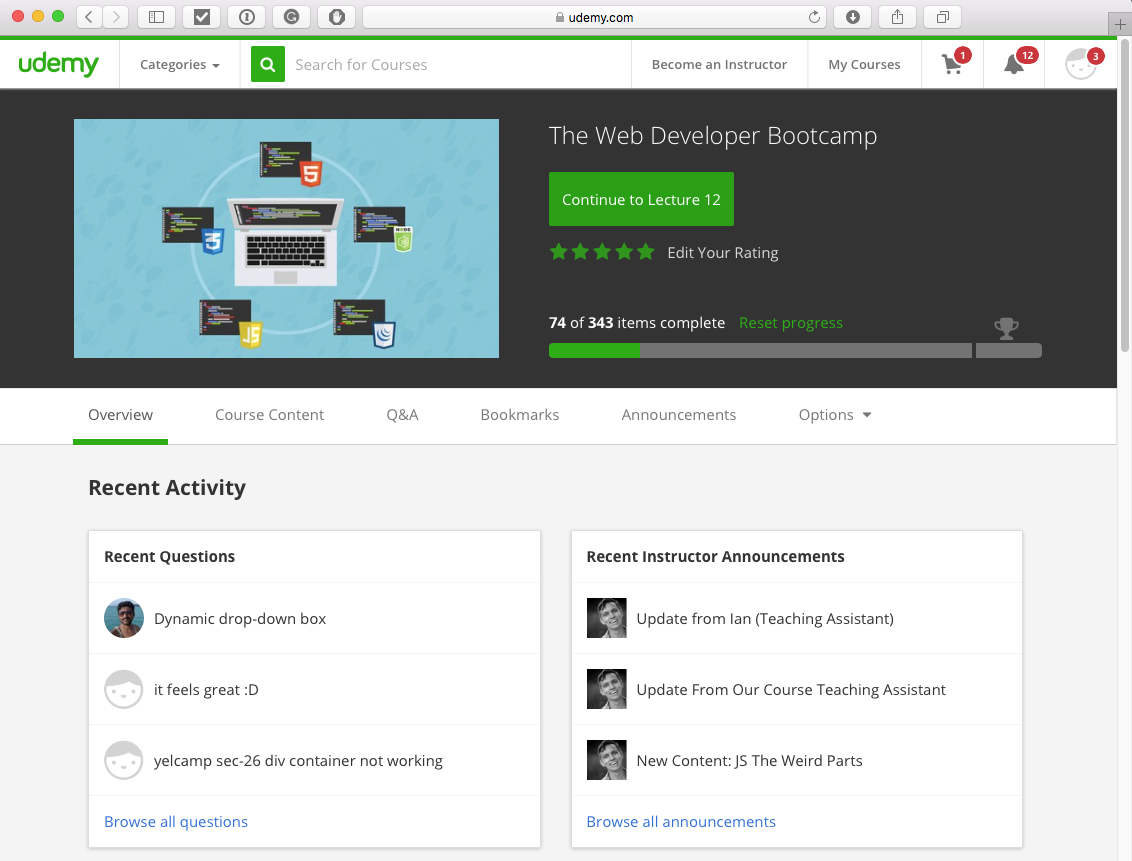 udemy.com
udemy
Categories
Search for Courses
Become an Instructor
My Courses
1
12
3
The Web Developer Bootcamp
Continue to Lecture 12
Edit Your Rating
74 of 343 items complete
Reset progress
5
3
NODE
JS
Overview
Course Content
Q&A
Bookmarks
Announcements
Options
Recent Activity
Recent Questions
Dynamic drop-down box
it feels great :D
yelcamp sec-26 div container not working
Browse all questions
Recent Instructor Announcements
Update from Ian (Teaching Assistant)
Update From Our Course Teaching Assistant
New Content: JS The Weird Parts
Browse all announcements